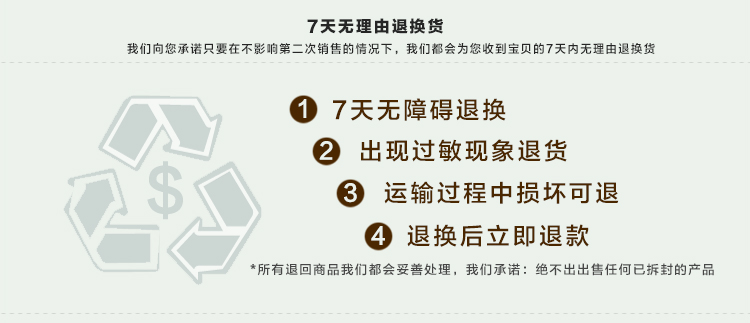 7天无理由退换货
我们向您承诺只要在不影响第二次销售的情况下，我们都会为您收到宝贝的7天内无理由退换货
1 7天无障碍退换
2 出现过敏现象退货
$
3 运输过程中损坏可退
4 退换后立即退款
*所有退回商品我们都会妥善处理，我们承诺：绝不出出售任何已拆封的产品